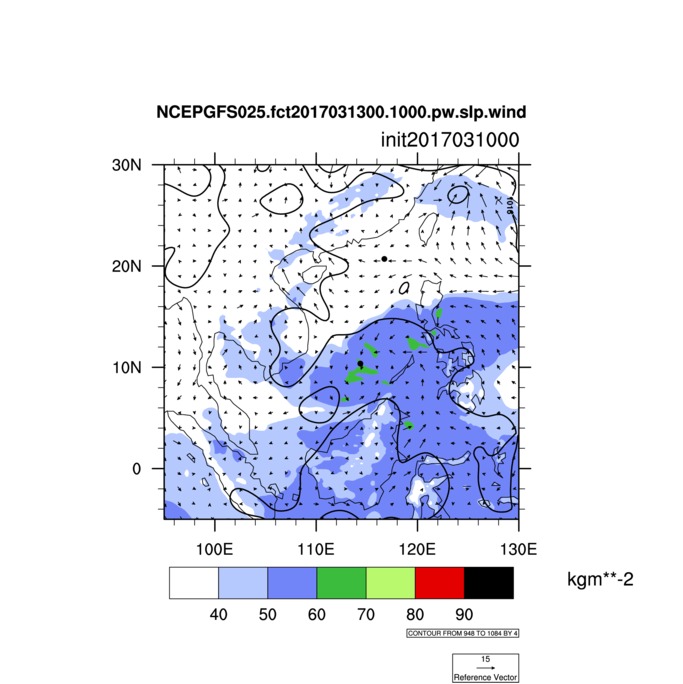 NCEPGFS025.fct2017031300.1000.pw.slp.wind
init2017031000
30N
1016
20N
10N
0
100E 110E 120E 130E
kgm**-2
40 50 60 70 80 90
CONTOUR FROM 948 TO 1084 BY 4
15
Reference Vector